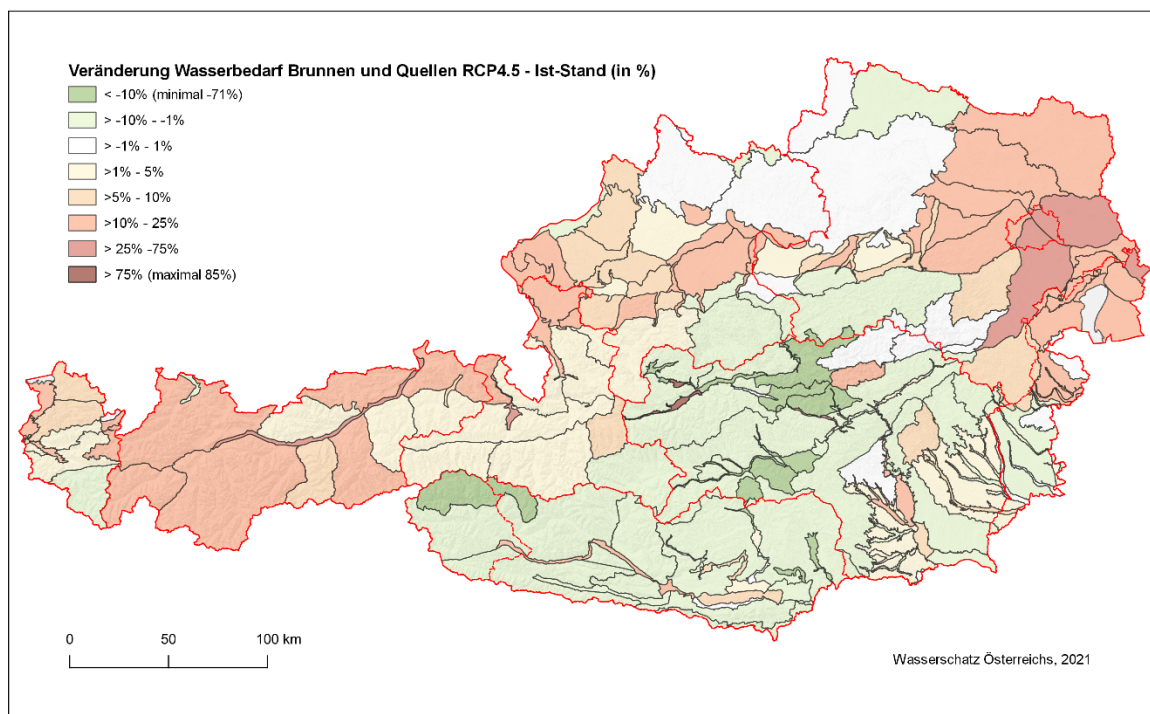 Veränderung Wasserbedarf Brunnen und Quellen RCP4.5 - Ist-Stand (in %)
< -10% (minimal -71%)
> -10% - -1%
> -1% - 1%
>1% - 5%
>5% - 10%
>10% - 25%
> 25% -75%
> 75% (maximal 85%)
0 50 100 km
Wasserschatz Österreichs, 2021